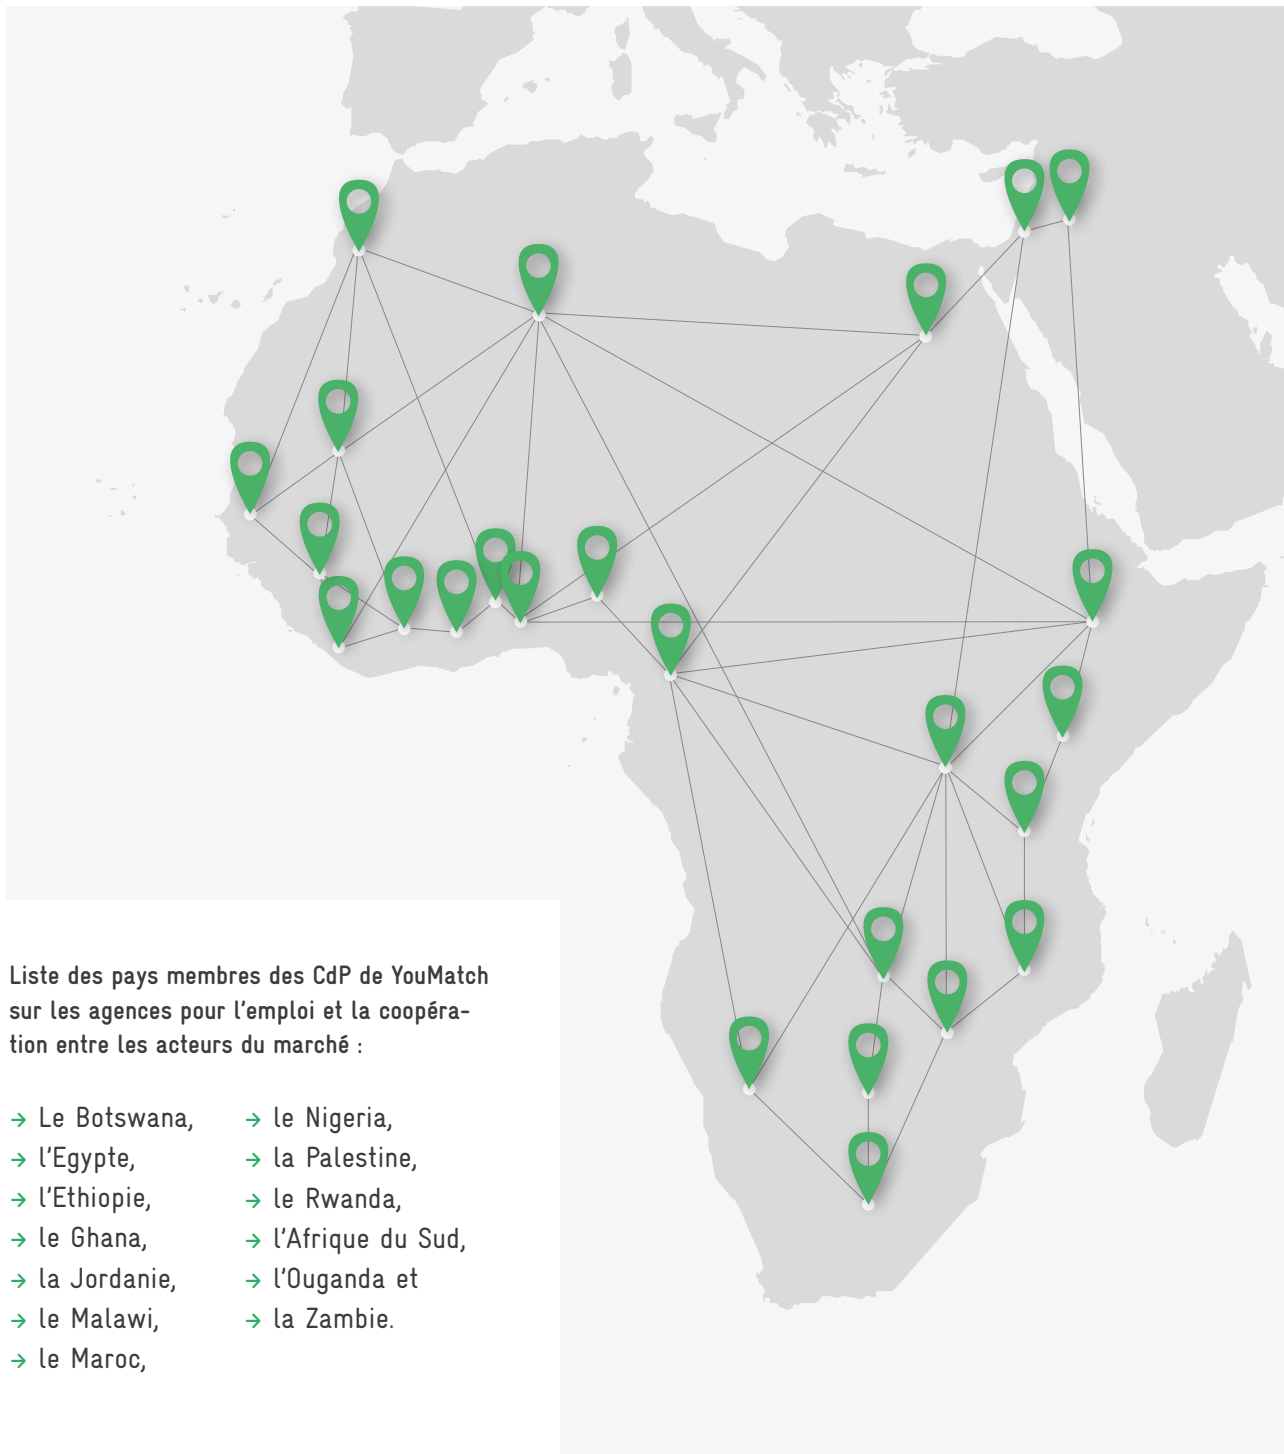 Liste des pays membres des CdP de YouMatch
sur les agences pour l'emploi et la coopéra-
tion entre les acteurs du marché :
→ Le Botswana,
→ l'Egypte,
→ l'Ethiopie,
→ le Ghana,
→ la Jordanie,
→ le Malawi,
→ le Maroc,
→ le Nigeria,
→ la Palestine,
→ le Rwanda,
→ l'Afrique du Sud,
→ l'Ouganda et
→ la Zambie.